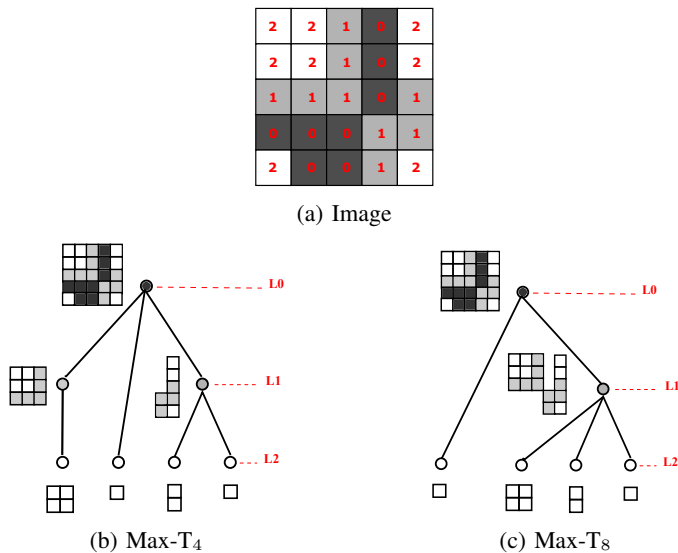 2 2 1 0 2
2 2 1 0 2
1 1 1 0 1
0 0 0 1 1
2 0 0 1 2
(a) Image
L0
L1
L2
(b) Max-T4
L0
L1
L2
(c) Max-T8